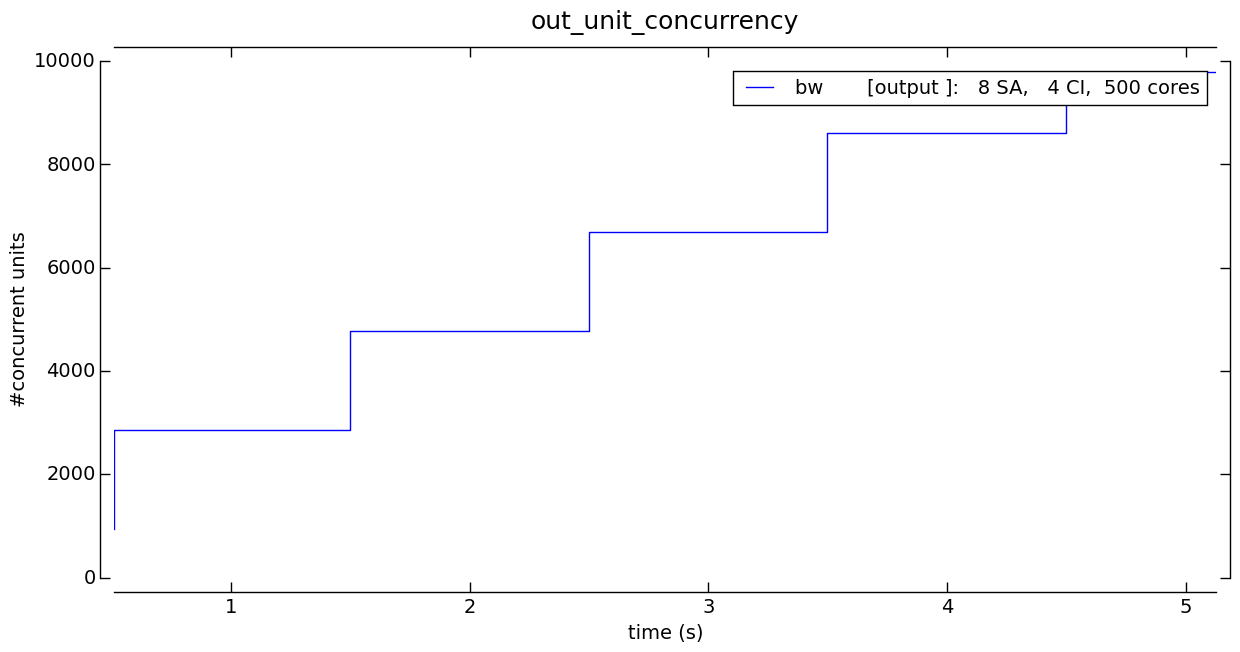 out_unit_concurrency
10000
8000
6000
4000
2000
0
#concurrent units
bw [output ]: 8 SA, 4 CI, 500 cores
1 2 3 4 5
time (s)